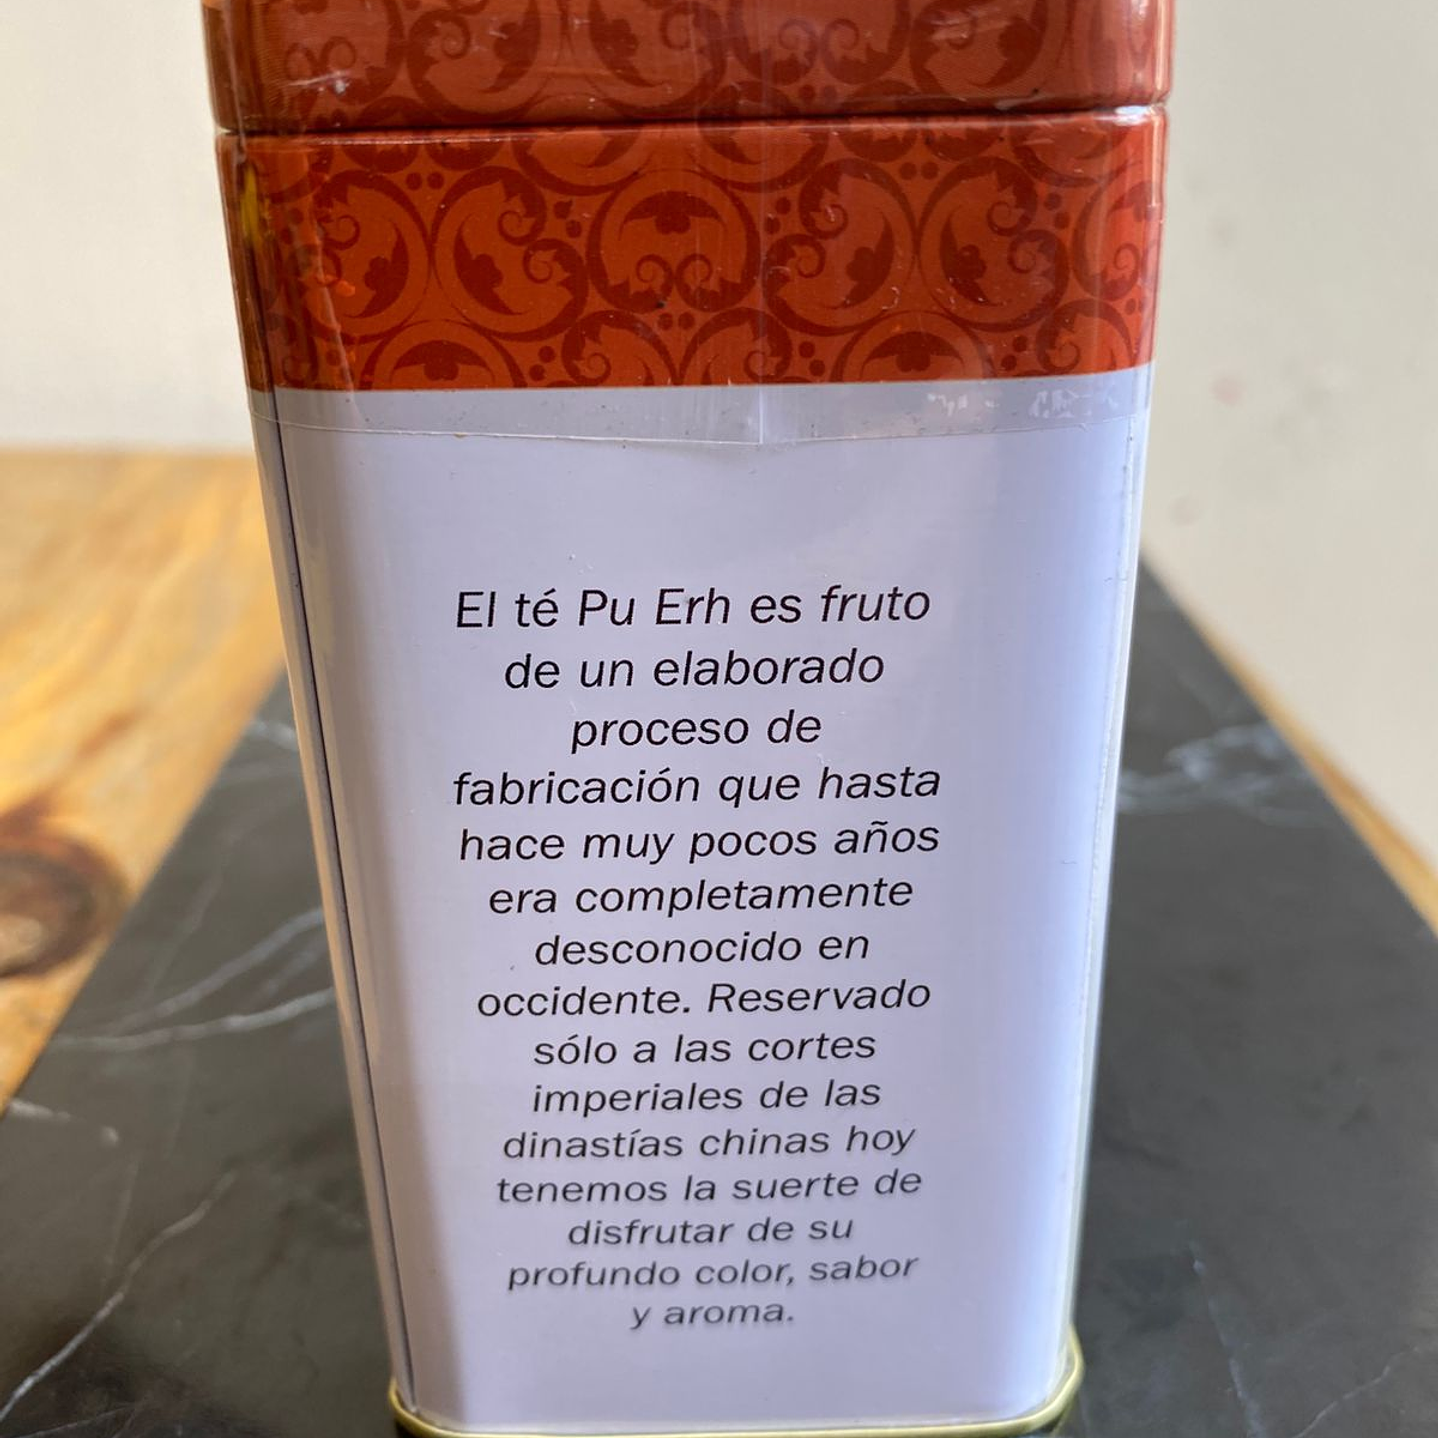 El té Pu Erh es fruto
de un elaborado
proceso de
fabricación que hasta
hace muy pocos años
era completamente
desconocido en
occidente. Reservado
sólo a las cortes
imperiales de las
dinastías chinas hoy
tenemos la suerte de
disfrutar de su
profundo color, sabor
y aroma.